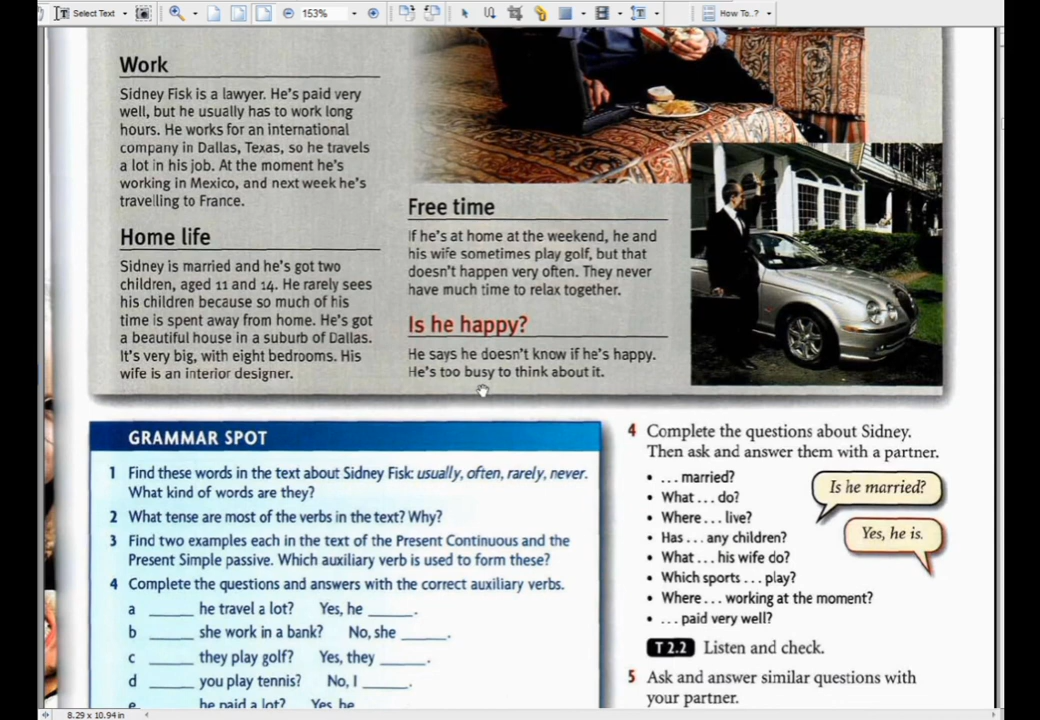 Select Text
153%
How To..?
Work
Sidney Fisk is a lawyer. He's paid very
well, but he usually has to work long
hours. He works for an international
company in Dallas, Texas, so he travels
a lot in his job. At the moment he's
working in Mexico, and next week he's
travelling to France.
Home life
Sidney is married and he's got two
children, aged 11 and 14. He rarely sees
his children because so much of his
time is spent away from home. He's got
a beautiful house in a suburb of Dallas.
It's very big, with eight bedrooms. His
wife is an interior designer.
Free time
If he's at home at the weekend, he and
his wife sometimes play golf, but that
doesn't happen very often. They never
have much time to relax together.
Is he happy?
He says he doesn't know if he's happy.
He's too busy to think about it.
GRAMMAR SPOT
1 Find these words in the text about Sidney Fisk: usually, often, rarely, never.
What kind of words are they?
2 What tense are most of the verbs in the text? Why?
3 Find two examples each in the text of the Present Continuous and the
Present Simple passive. Which auxiliary verb is used to form these?
4 Complete the questions and answers with the correct auxiliary verbs.
a _____ he travel a lot? Yes, he _____.
b _____ she work in a bank? No, she _____.
c _____ they play golf? Yes, they _____.
d _____ you play tennis? No, I _____.
e _____ he paid a lot? Yes, he
4 Complete the questions about Sidney.
Then ask and answer them with a partner.
• ... married?
• What ... do?
• Where ... live?
• Has ... any children?
• What ... his wife do?
• Which sports ... play?
• Where ... working at the moment?
• ... paid very well?
Is he married?
Yes, he is.
T 2.2 Listen and check.
5 Ask and answer similar questions with
your partner.
8.29 x 10.94 in